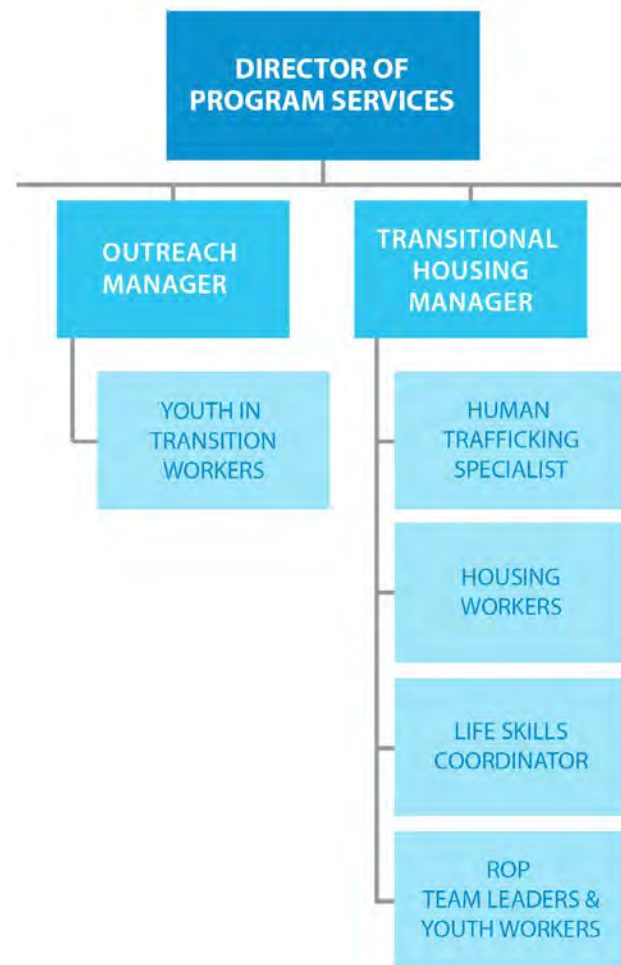 DIRECTOR OF
PROGRAM SERVICES
OUTREACH
MANAGER
YOUTH IN
TRANSITION
WORKERS
TRANSITIONAL
HOUSING
MANAGER
HUMAN
TRAFFICKING
SPECIALIST
HOUSING
WORKERS
LIFE SKILLS
COORDINATOR
ROP
TEAM LEADERS &
YOUTH WORKERS